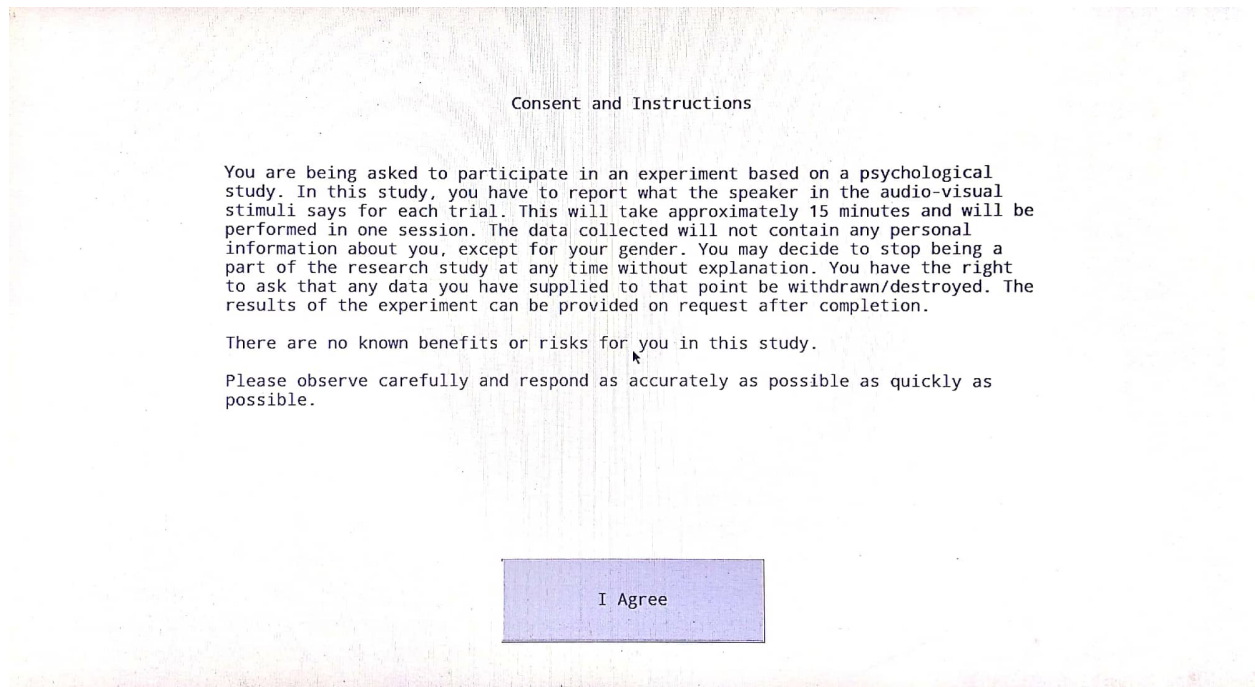 Consent and Instructions
You are being asked to participate in an experiment based on a psychological
study. In this study, you have to report what the speaker in the audio-visual
stimuli says for each trial. This will take approximately 15 minutes and will be
performed in one session. The data collected will not contain any personal
information about you, except for your gender. You may decide to stop being a
part of the research study at any time without explanation. You have the right
to ask that any data you have supplied to that point be withdrawn/destroyed. The
results of the experiment can be provided on request after completion.
There are no known benefits or risks for you in this study.
Please observe carefully and respond as accurately as possible as quickly as
possible.
I Agree